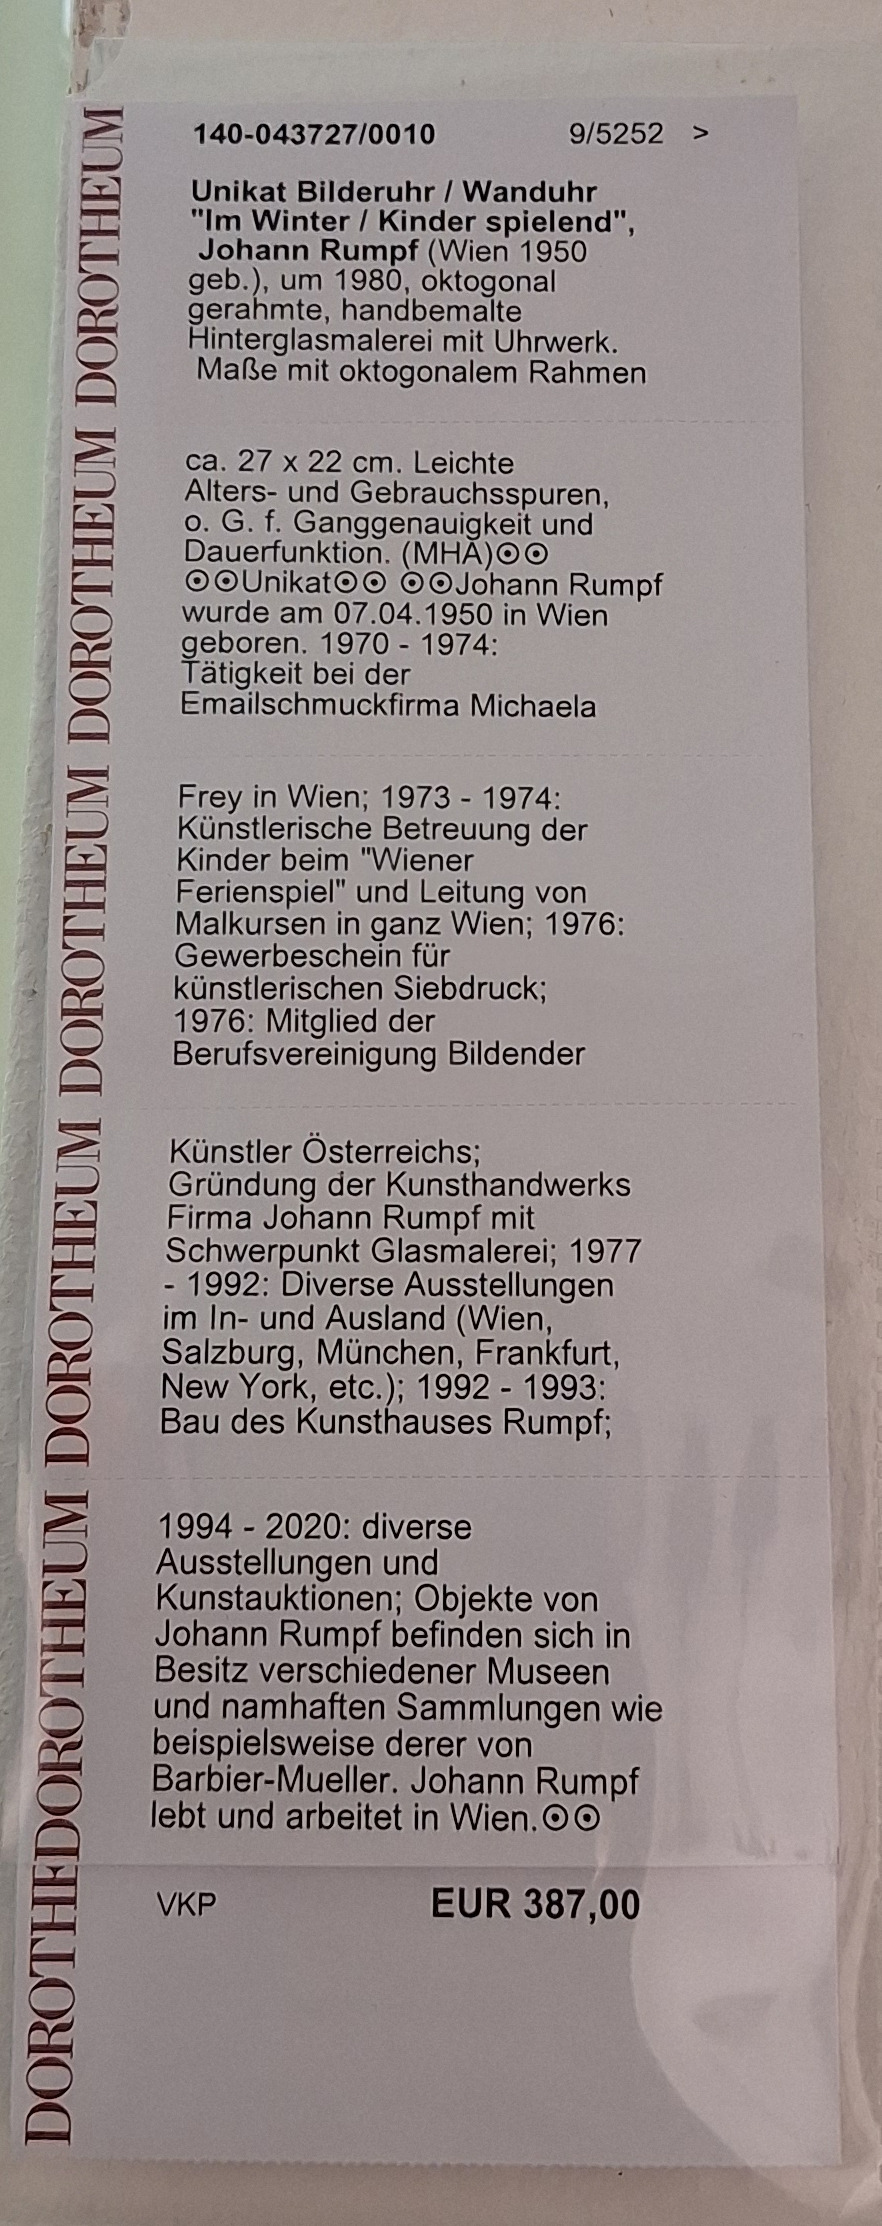 140-043727/0010 9/5252 >
Unikat Bilderuhr / Wanduhr
"Im Winter / Kinder spielend",
Johann Rumpf (Wien 1950
geb.), um 1980, oktogonal
gerahmte, handbemalte
Hinterglasmalerei mit Uhrwerk.
Maße mit oktogonalem Rahmen
ca. 27 x 22 cm. Leichte
Alters- und Gebrauchsspuren,
o. G. f. Ganggenauigkeit und
Dauerfunktion. (MHA)⊙⊙
⊙⊙Unikat⊙⊙ ⊙⊙Johann Rumpf
wurde am 07.04.1950 in Wien
geboren. 1970 - 1974:
Tätigkeit bei der
Emailschmuckfirma Michaela
Frey in Wien; 1973 - 1974:
Künstlerische Betreuung der
Kinder beim "Wiener
Ferienspiel" und Leitung von
Malkursen in ganz Wien; 1976:
Gewerbeschein für
künstlerischen Siebdruck;
1976: Mitglied der
Berufsvereinigung Bildender
Künstler Österreichs;
Gründung der Kunsthandwerks
Firma Johann Rumpf mit
Schwerpunkt Glasmalerei; 1977
- 1992: Diverse Ausstellungen
im In- und Ausland (Wien,
Salzburg, München, Frankfurt,
New York, etc.); 1992 - 1993:
Bau des Kunsthauses Rumpf;
1994 - 2020: diverse
Ausstellungen und
Kunstauktionen; Objekte von
Johann Rumpf befinden sich in
Besitz verschiedener Museen
und namhaften Sammlungen wie
beispielsweise derer von
Barbier-Mueller. Johann Rumpf
lebt und arbeitet in Wien.⊙⊙
VKP EUR 387,00
DOROTHEDOROTHEUM DOROTHEUM DOROTHEUM DOROTHEUM DOROTHEUM